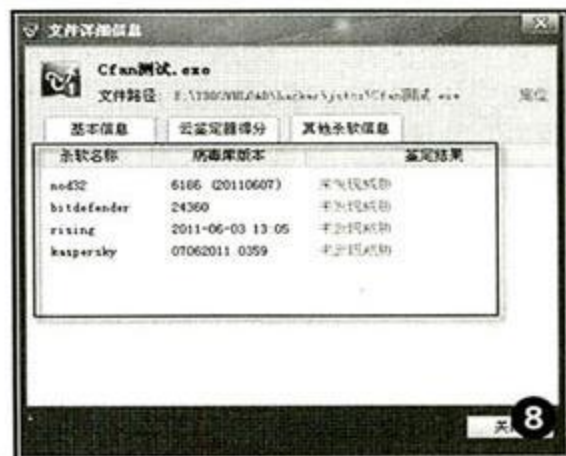 文件详细信息
Cfan测试.exe
文件路径: 定位
基本信息 云鉴定器得分 其他杀软信息
杀软名称 病毒库版本 鉴定结果
nod32 6186 (20110607) 未发现威胁
bitdefender 24360 未发现威胁
rising 2011-06-03 13 05 未发现威胁
kaspersky 07062011 0359 未发现威胁
8